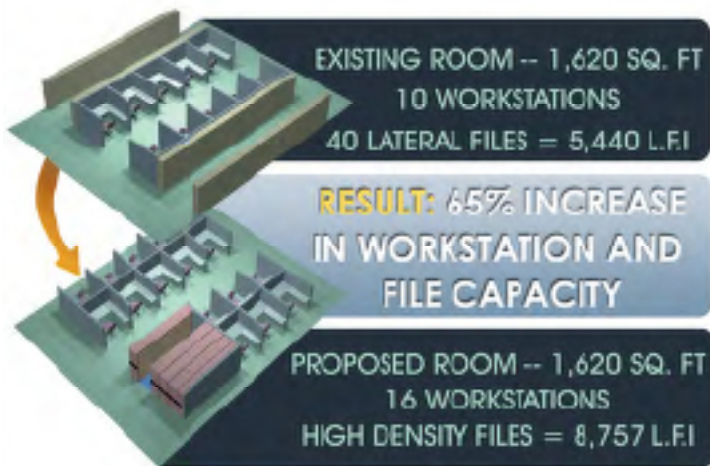 EXISTING ROOM -- 1,620 SQ. FT
10 WORKSTATIONS
40 LATERAL FILES = 5,440 L.F.I
RESULT: 65% INCREASE
IN WORKSTATION AND
FILE CAPACITY
PROPOSED ROOM -- 1,620 SQ. FT
16 WORKSTATIONS
HIGH DENSITY FILES = 8,757 L.F.I